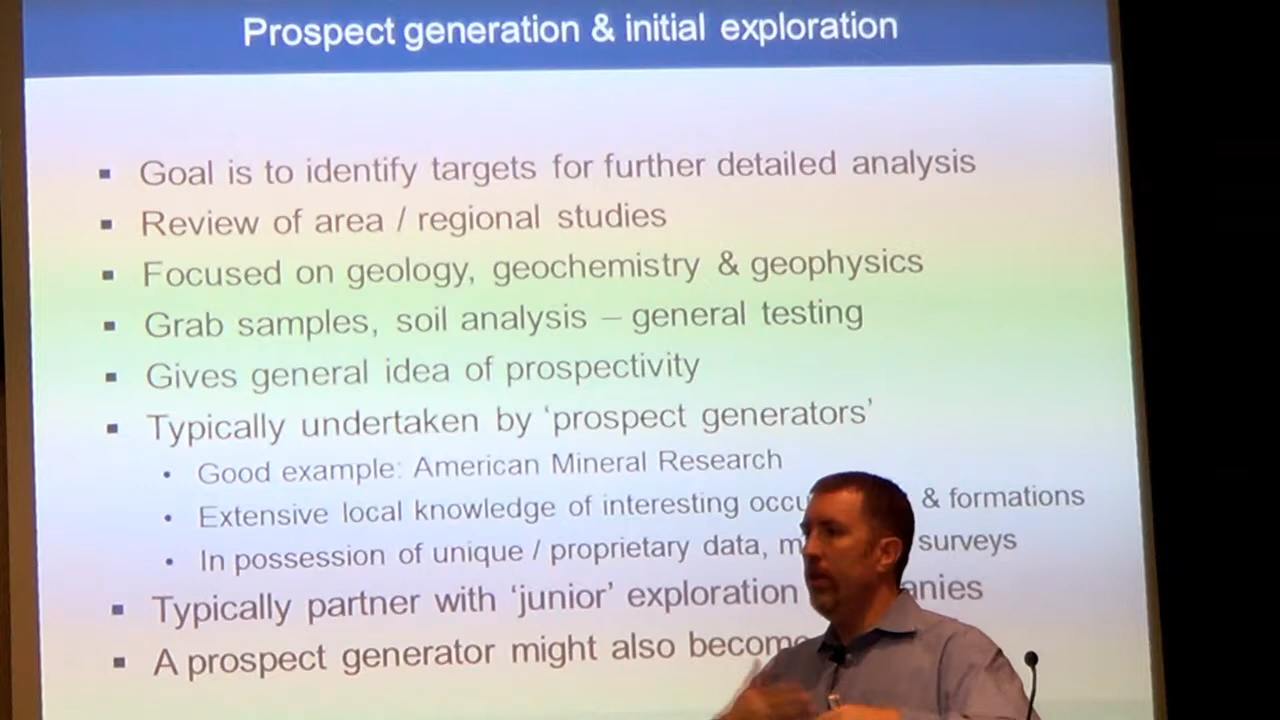 Prospect generation & initial exploration
▪ Goal is to identify targets for further detailed analysis
▪ Review of area / regional studies
▪ Focused on geology, geochemistry & geophysics
▪ Grab samples, soil analysis – general testing
▪ Gives general idea of prospectivity
▪ Typically undertaken by ‘prospect generators’
• Good example: American Mineral Research
• Extensive local knowledge of interesting & formations
• In possession of unique / proprietary data, surveys
▪ Typically partner with ‘junior’ exploration
▪ A prospect generator might also